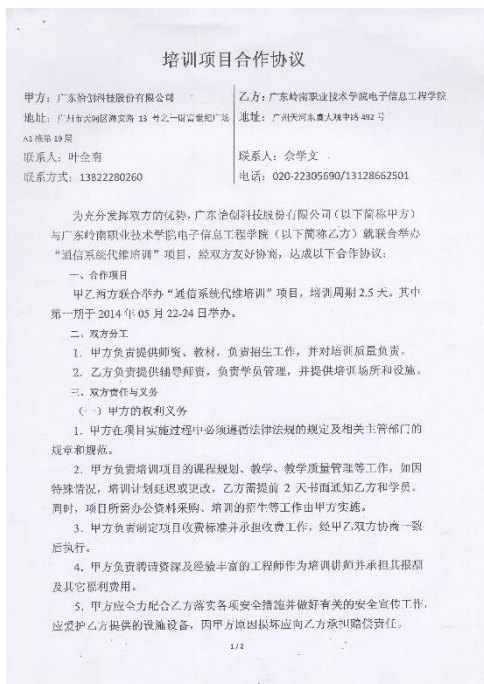 培训项目合作协议
甲方：广东怡创科技股份有限公司
地址：广州市天河区海安路 13 号之一财富世纪广场
A1栋第19层
联系人：叶全南
联系方式：13822280260
乙方：广东岭南职业技术学院电子信息工程学院
地址：广州天河东圃大观中路 492 号
联系人：佘学文
电话：020-22305690/13128662501
为充分发挥双方的优势，广东怡创科技股份有限公司（以下简称甲方）
与广东岭南职业技术学院电子信息工程学院（以下简称乙方）就联合举办
“通信系统代维培训”项目，经双方友好协商，达成以下合作协议：
一、合作项目
甲乙两方联合举办“通信系统代维培训”项目，培训周期 2.5 天。其中
第一期于 2014 年 05 月 22-24 日举办。
二、双方分工
1．甲方负责提供师资、教材，负责招生工作，并对培训质量负责。
2．乙方负责提供辅导师资，负责学员管理，并提供培训场所和设施。
三、双方责任与义务
（一）甲方的权利义务
1．甲方在项目实施过程中必须遵循法律法规的规定及相关主管部门的
规章和规范。
2．甲方负责培训项目的课程规划、教学、教学质量管理等工作，如因
特殊情况，培训计划延迟或更改，乙方需提前 2 天书面通知乙方和学员。
同时，项目所需办公资料采购、培训的招生等工作由甲方实施。
3．甲方负责制定项目收费标准并承担收费工作，经甲乙双方协商一致
后执行。
4．甲方负责聘请资深及经验丰富的工程师作为培训讲师并承担其报酬
及其它福利费用。
5．甲方应全力配合乙方落实各项安全措施并做好有关的安全宣传工作，
应爱护乙方提供的设施设备，因甲方原因损坏应向乙方承担赔偿责任。
1 / 2